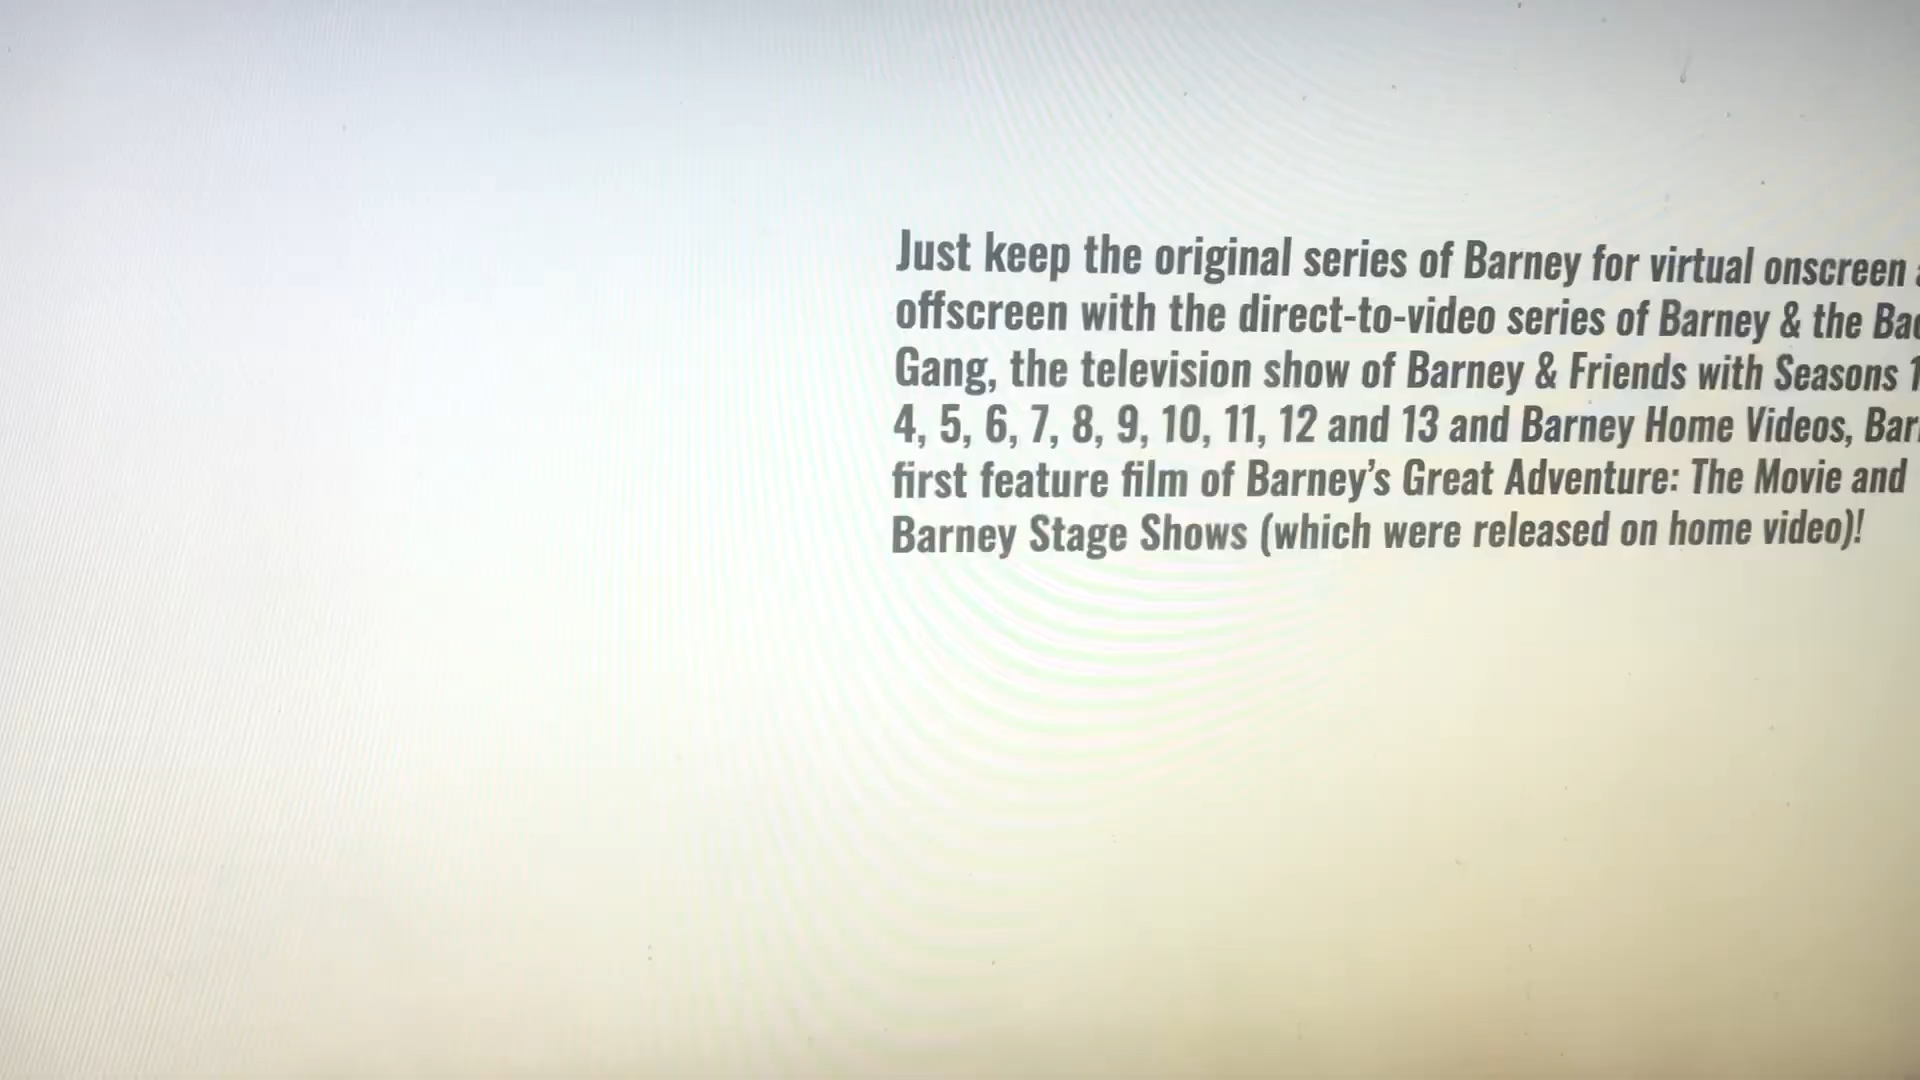 Just keep the original series of Barney for virtual onscreen
offscreen with the direct-to-video series of Barney & the
Gang, the television show of Barney & Friends with Seasons
4, 5, 6, 7, 8, 9, 10, 11, 12 and 13 and Barney Home Videos,
first feature film of Barney’s Great Adventure: The Movie and
Barney Stage Shows (which were released on home video)!